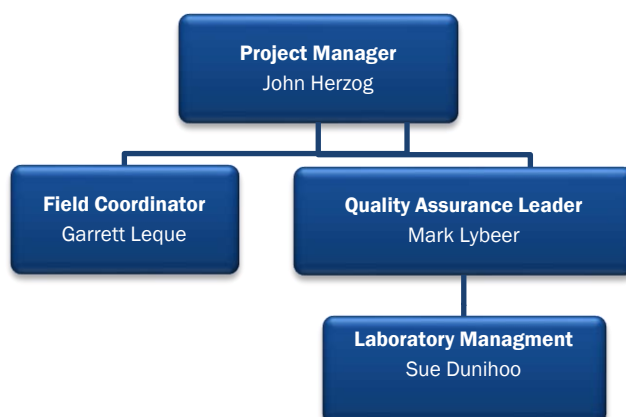 Project Manager
John Herzog
Field Coordinator
Garrett Leque
Quality Assurance Leader
Mark Lybeer
Laboratory Managment
Sue Dunihoo